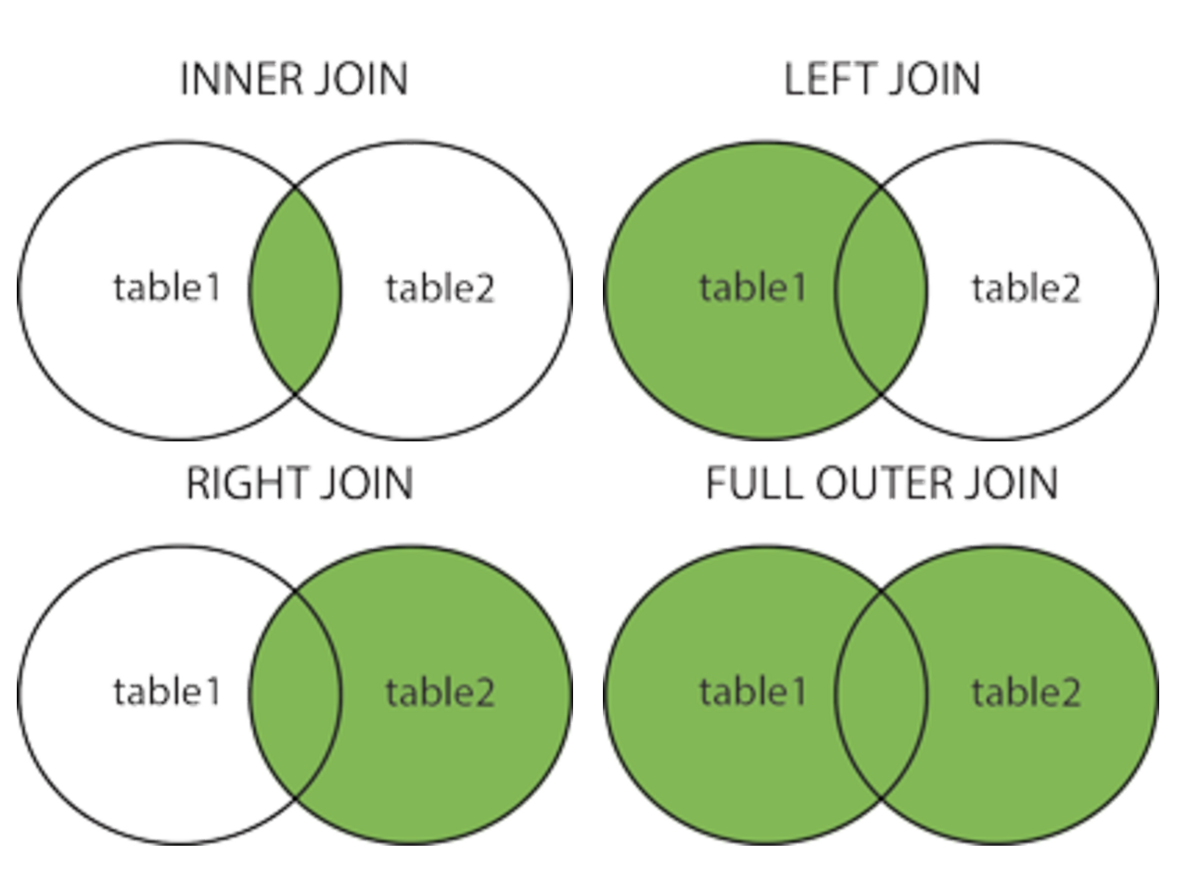 INNER JOIN
LEFT JOIN
table1
table2
table1
table2
RIGHT JOIN
FULL OUTER JOIN
table1
table2
table1
table2